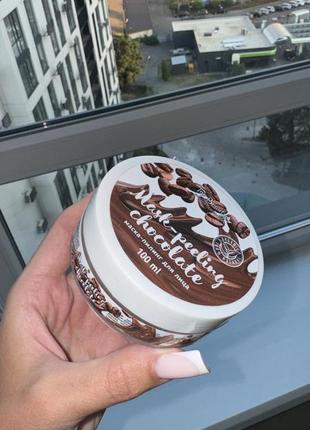 Mask-peeling
chocolate
маска-пилинг для лица
100 ml